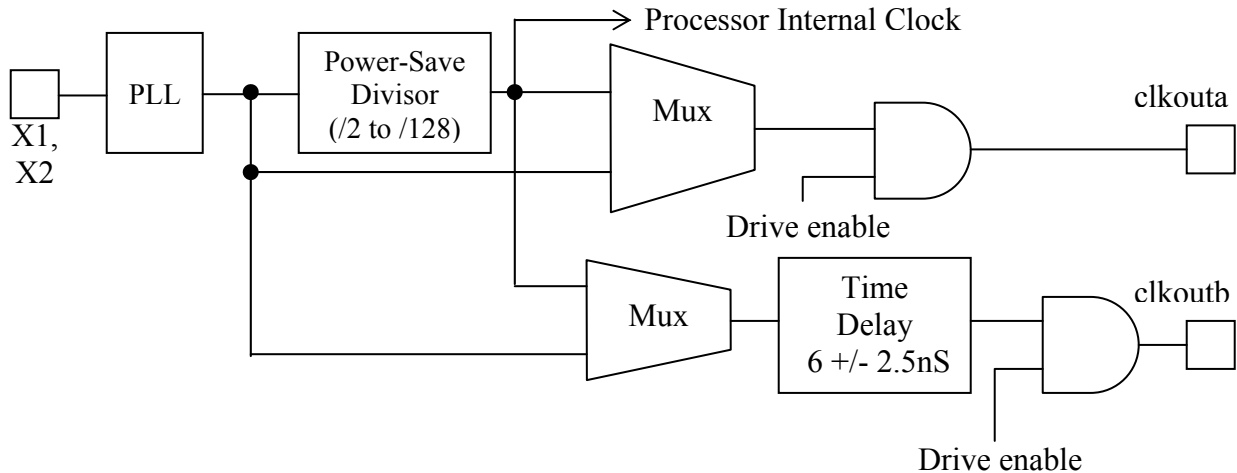 Processor Internal Clock
PLL
Power-Save
Divisor
(/2 to /128)
Mux
clkouta
X1,
X2
Drive enable
Mux
Time
Delay
6 +/- 2.5nS
clkoutb
Drive enable